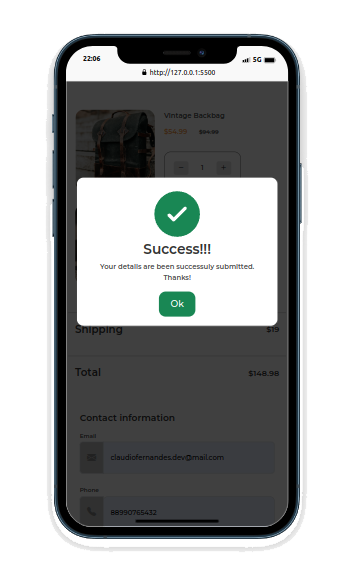 22:06
5G
http://127.0.0.1:5500
Vintage Backbag
$54.99 $94.99
− 1 +
Success!!!
Your details are been successuly submitted.
Thanks!
Ok
Shipping $19
Total $148.98
Contact information
Email
claudiofernandes.dev@mail.com
Phone
88990765432